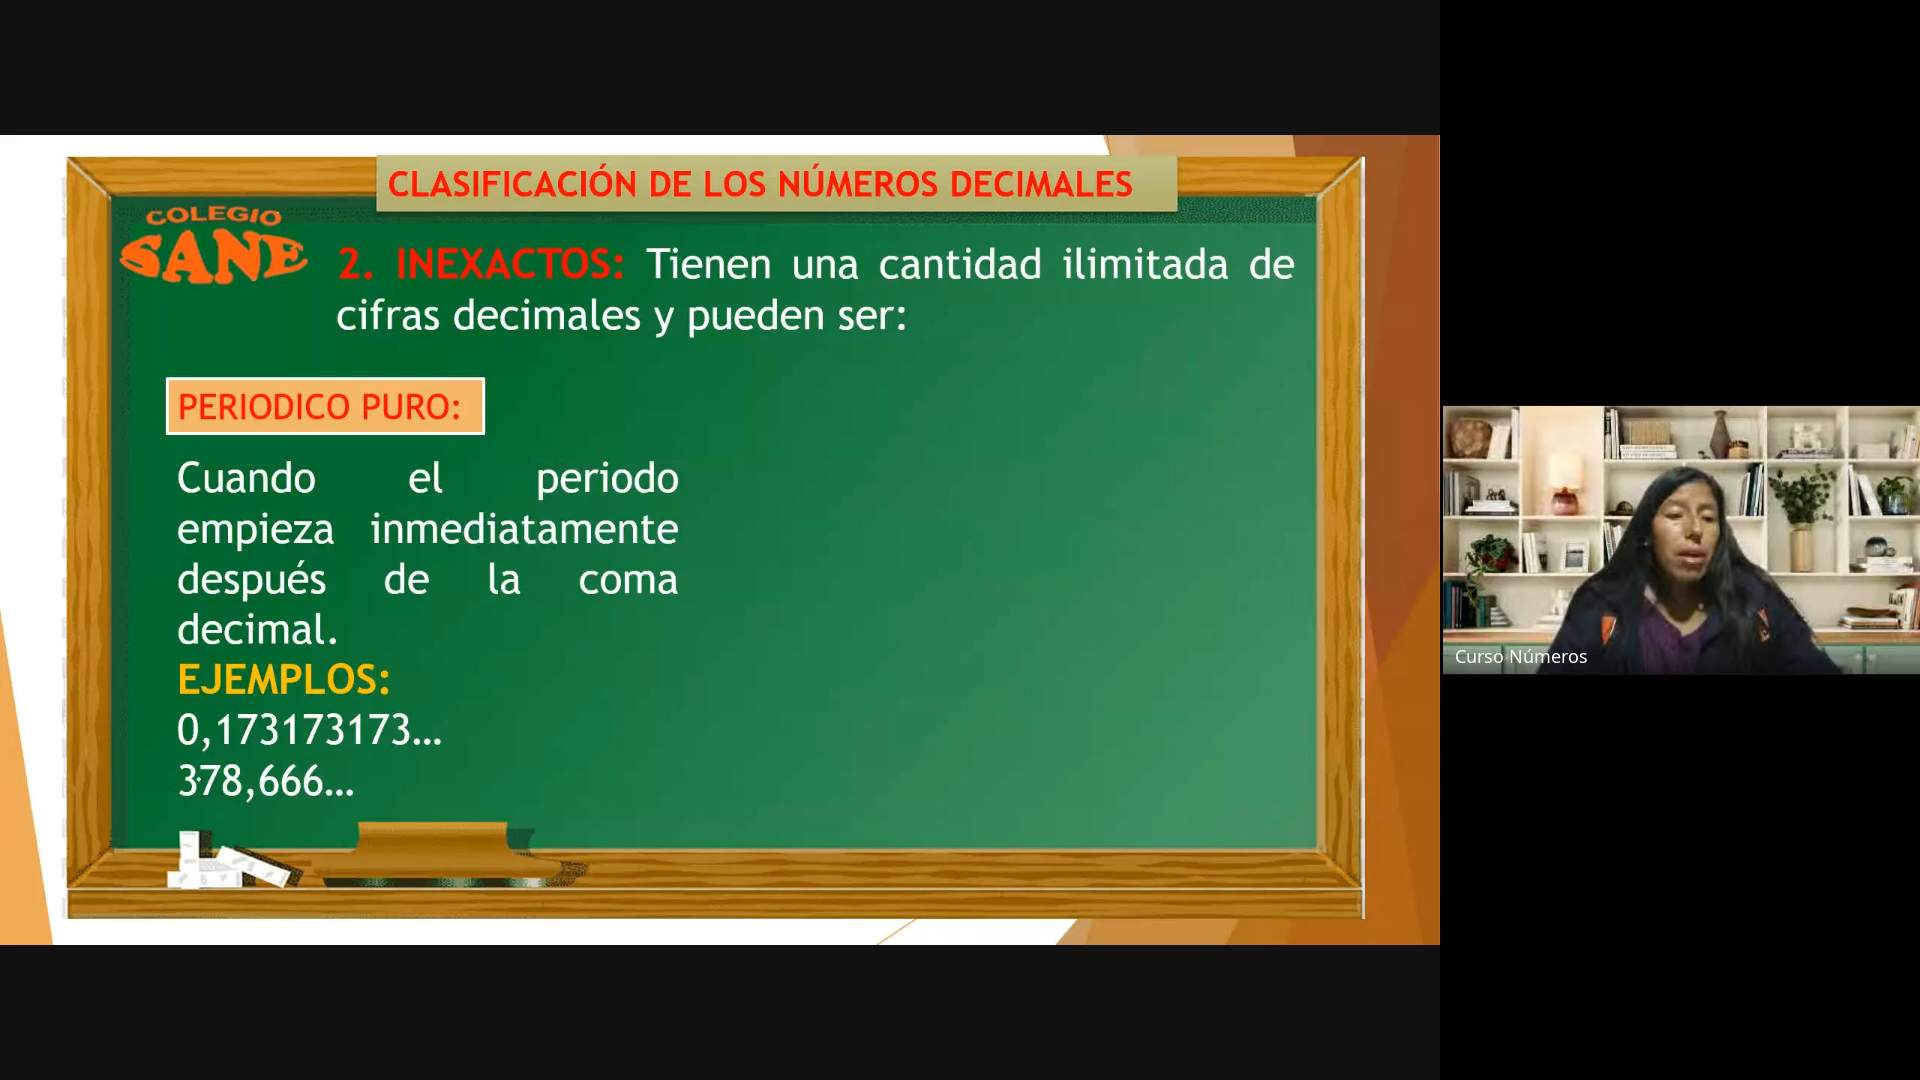 CLASIFICACIÓN DE LOS NÚMEROS DECIMALES
COLEGIO
SANE
2. INEXACTOS: Tienen una cantidad ilimitada de
cifras decimales y pueden ser:
PERIODICO PURO:
Cuando el periodo
empieza inmediatamente
después de la coma
decimal.
EJEMPLOS:
0,173173173...
378,666...
Curso Números